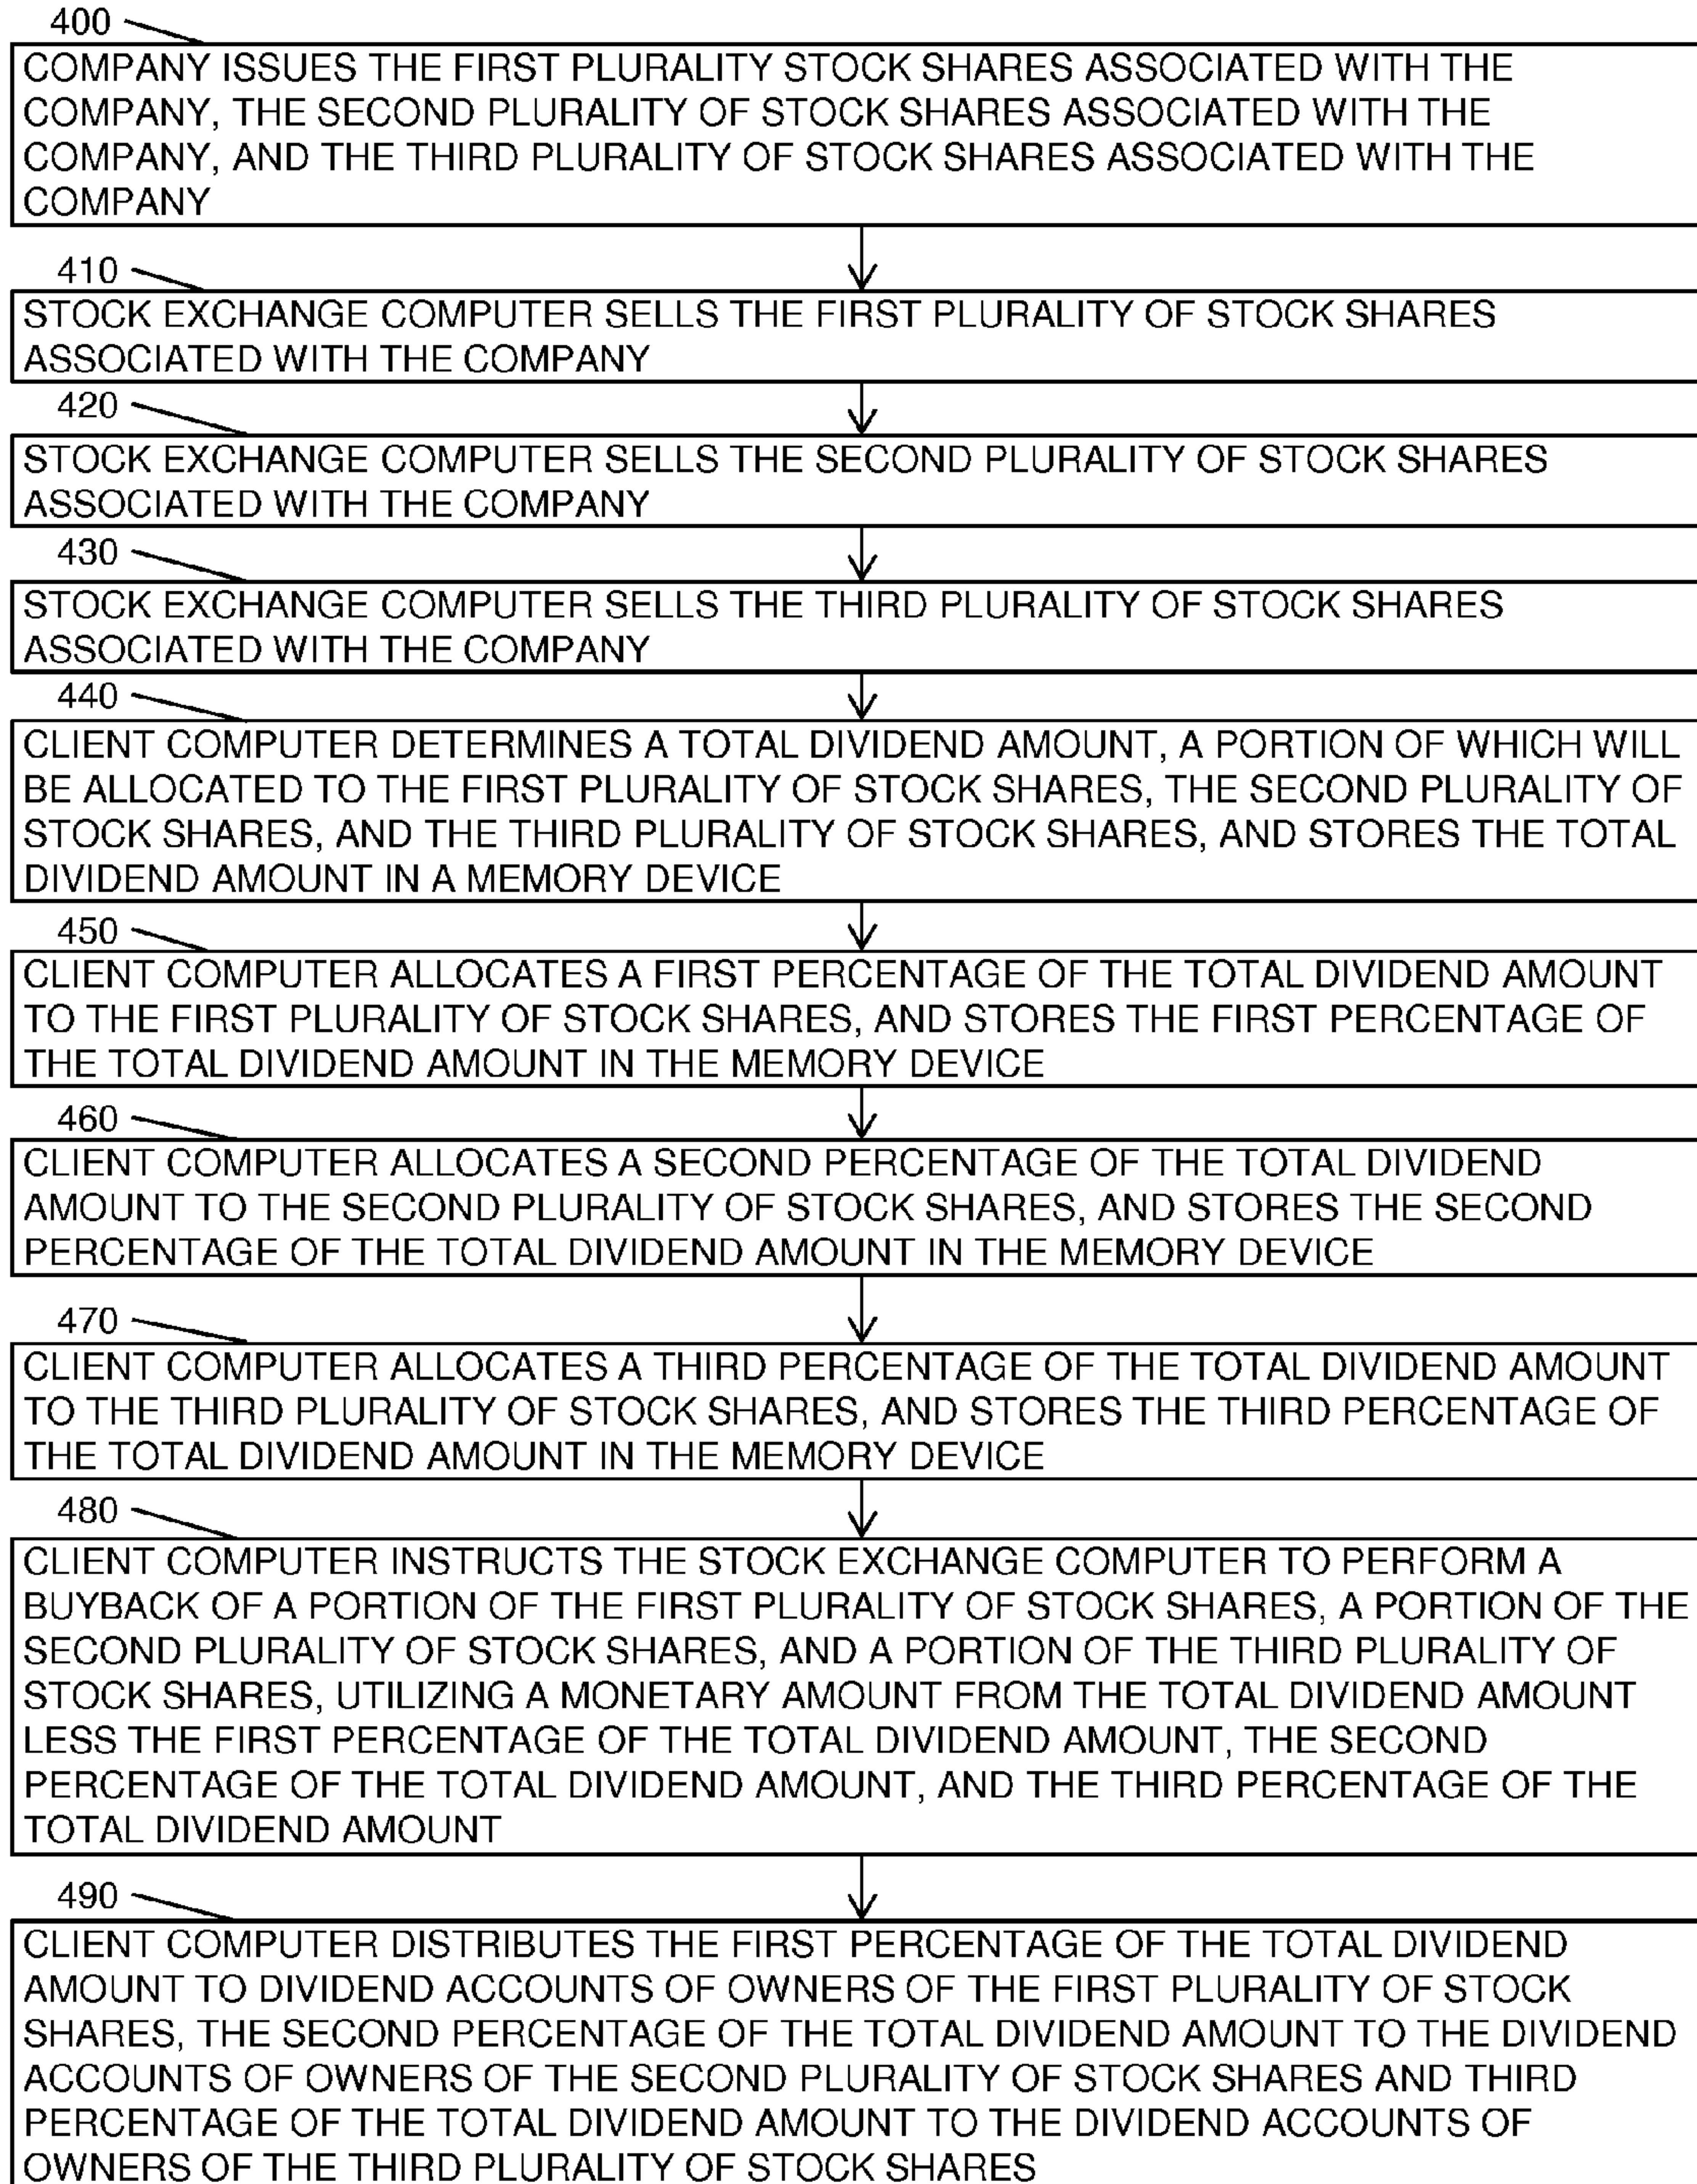 400
COMPANY ISSUES THE FIRST PLURALITY STOCK SHARES ASSOCIATED WITH THE
COMPANY, THE SECOND PLURALITY OF STOCK SHARES ASSOCIATED WITH THE
COMPANY, AND THE THIRD PLURALITY OF STOCK SHARES ASSOCIATED WITH THE
COMPANY
410
STOCK EXCHANGE COMPUTER SELLS THE FIRST PLURALITY OF STOCK SHARES
ASSOCIATED WITH THE COMPANY
420
STOCK EXCHANGE COMPUTER SELLS THE SECOND PLURALITY OF STOCK SHARES
ASSOCIATED WITH THE COMPANY
430
STOCK EXCHANGE COMPUTER SELLS THE THIRD PLURALITY OF STOCK SHARES
ASSOCIATED WITH THE COMPANY
440
CLIENT COMPUTER DETERMINES A TOTAL DIVIDEND AMOUNT, A PORTION OF WHICH WILL
BE ALLOCATED TO THE FIRST PLURALITY OF STOCK SHARES, THE SECOND PLURALITY OF
STOCK SHARES, AND THE THIRD PLURALITY OF STOCK SHARES, AND STORES THE TOTAL
DIVIDEND AMOUNT IN A MEMORY DEVICE
450
CLIENT COMPUTER ALLOCATES A FIRST PERCENTAGE OF THE TOTAL DIVIDEND AMOUNT
TO THE FIRST PLURALITY OF STOCK SHARES, AND STORES THE FIRST PERCENTAGE OF
THE TOTAL DIVIDEND AMOUNT IN THE MEMORY DEVICE
460
CLIENT COMPUTER ALLOCATES A SECOND PERCENTAGE OF THE TOTAL DIVIDEND
AMOUNT TO THE SECOND PLURALITY OF STOCK SHARES, AND STORES THE SECOND
PERCENTAGE OF THE TOTAL DIVIDEND AMOUNT IN THE MEMORY DEVICE
470
CLIENT COMPUTER ALLOCATES A THIRD PERCENTAGE OF THE TOTAL DIVIDEND AMOUNT
TO THE THIRD PLURALITY OF STOCK SHARES, AND STORES THE THIRD PERCENTAGE OF
THE TOTAL DIVIDEND AMOUNT IN THE MEMORY DEVICE
480
CLIENT COMPUTER INSTRUCTS THE STOCK EXCHANGE COMPUTER TO PERFORM A
BUYBACK OF A PORTION OF THE FIRST PLURALITY OF STOCK SHARES, A PORTION OF THE
SECOND PLURALITY OF STOCK SHARES, AND A PORTION OF THE THIRD PLURALITY OF
STOCK SHARES, UTILIZING A MONETARY AMOUNT FROM THE TOTAL DIVIDEND AMOUNT
LESS THE FIRST PERCENTAGE OF THE TOTAL DIVIDEND AMOUNT, THE SECOND
PERCENTAGE OF THE TOTAL DIVIDEND AMOUNT, AND THE THIRD PERCENTAGE OF THE
TOTAL DIVIDEND AMOUNT
490
CLIENT COMPUTER DISTRIBUTES THE FIRST PERCENTAGE OF THE TOTAL DIVIDEND
AMOUNT TO DIVIDEND ACCOUNTS OF OWNERS OF THE FIRST PLURALITY OF STOCK
SHARES, THE SECOND PERCENTAGE OF THE TOTAL DIVIDEND AMOUNT TO THE DIVIDEND
ACCOUNTS OF OWNERS OF THE SECOND PLURALITY OF STOCK SHARES AND THIRD
PERCENTAGE OF THE TOTAL DIVIDEND AMOUNT TO THE DIVIDEND ACCOUNTS OF
OWNERS OF THE THIRD PLURALITY OF STOCK SHARES